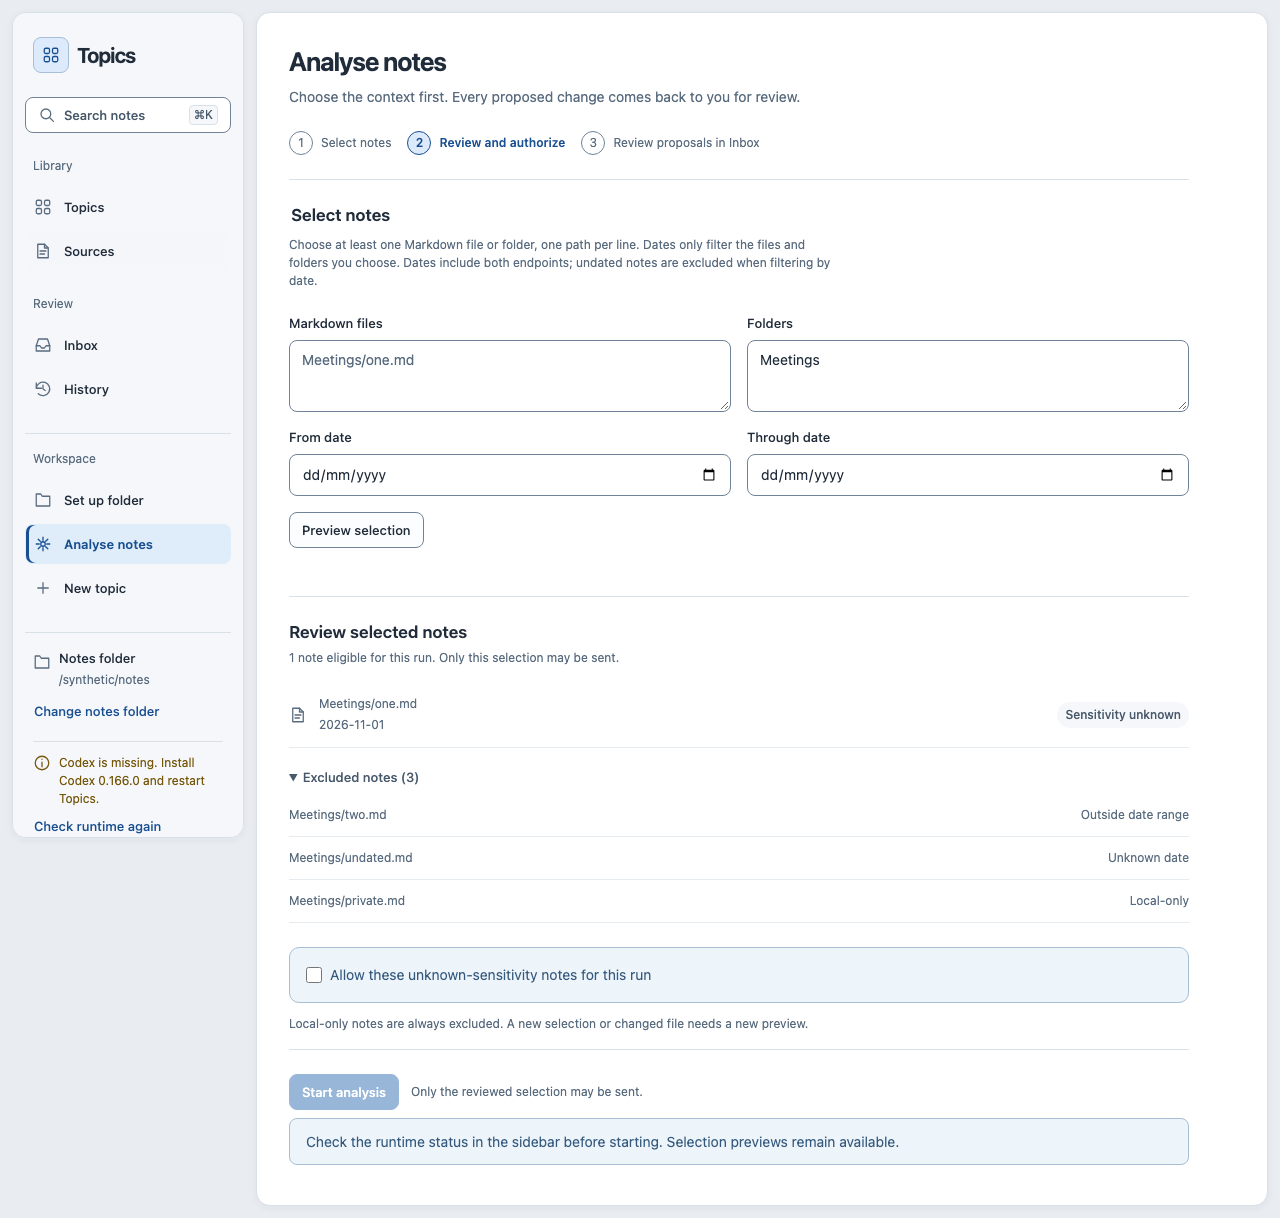 Topics
Search notes ⌘K
Library
Topics
Sources
Review
Inbox
History
Workspace
Set up folder
Analyse notes
New topic
Notes folder
/synthetic/notes
Change notes folder
Codex is missing. Install
Codex 0.166.0 and restart
Topics.
Check runtime again
Analyse notes
Choose the context first. Every proposed change comes back to you for review.
1 Select notes 2 Review and authorize 3 Review proposals in Inbox
Select notes
Choose at least one Markdown file or folder, one path per line. Dates only filter the files and
folders you choose. Dates include both endpoints; undated notes are excluded when filtering by
date.
Markdown files
Meetings/one.md
Folders
Meetings
From date
dd/mm/yyyy
Through date
dd/mm/yyyy
Preview selection
Review selected notes
1 note eligible for this run. Only this selection may be sent.
Meetings/one.md
2026-11-01
Sensitivity unknown
Excluded notes (3)
Meetings/two.md Outside date range
Meetings/undated.md Unknown date
Meetings/private.md Local-only
Allow these unknown-sensitivity notes for this run
Local-only notes are always excluded. A new selection or changed file needs a new preview.
Start analysis Only the reviewed selection may be sent.
Check the runtime status in the sidebar before starting. Selection previews remain available.